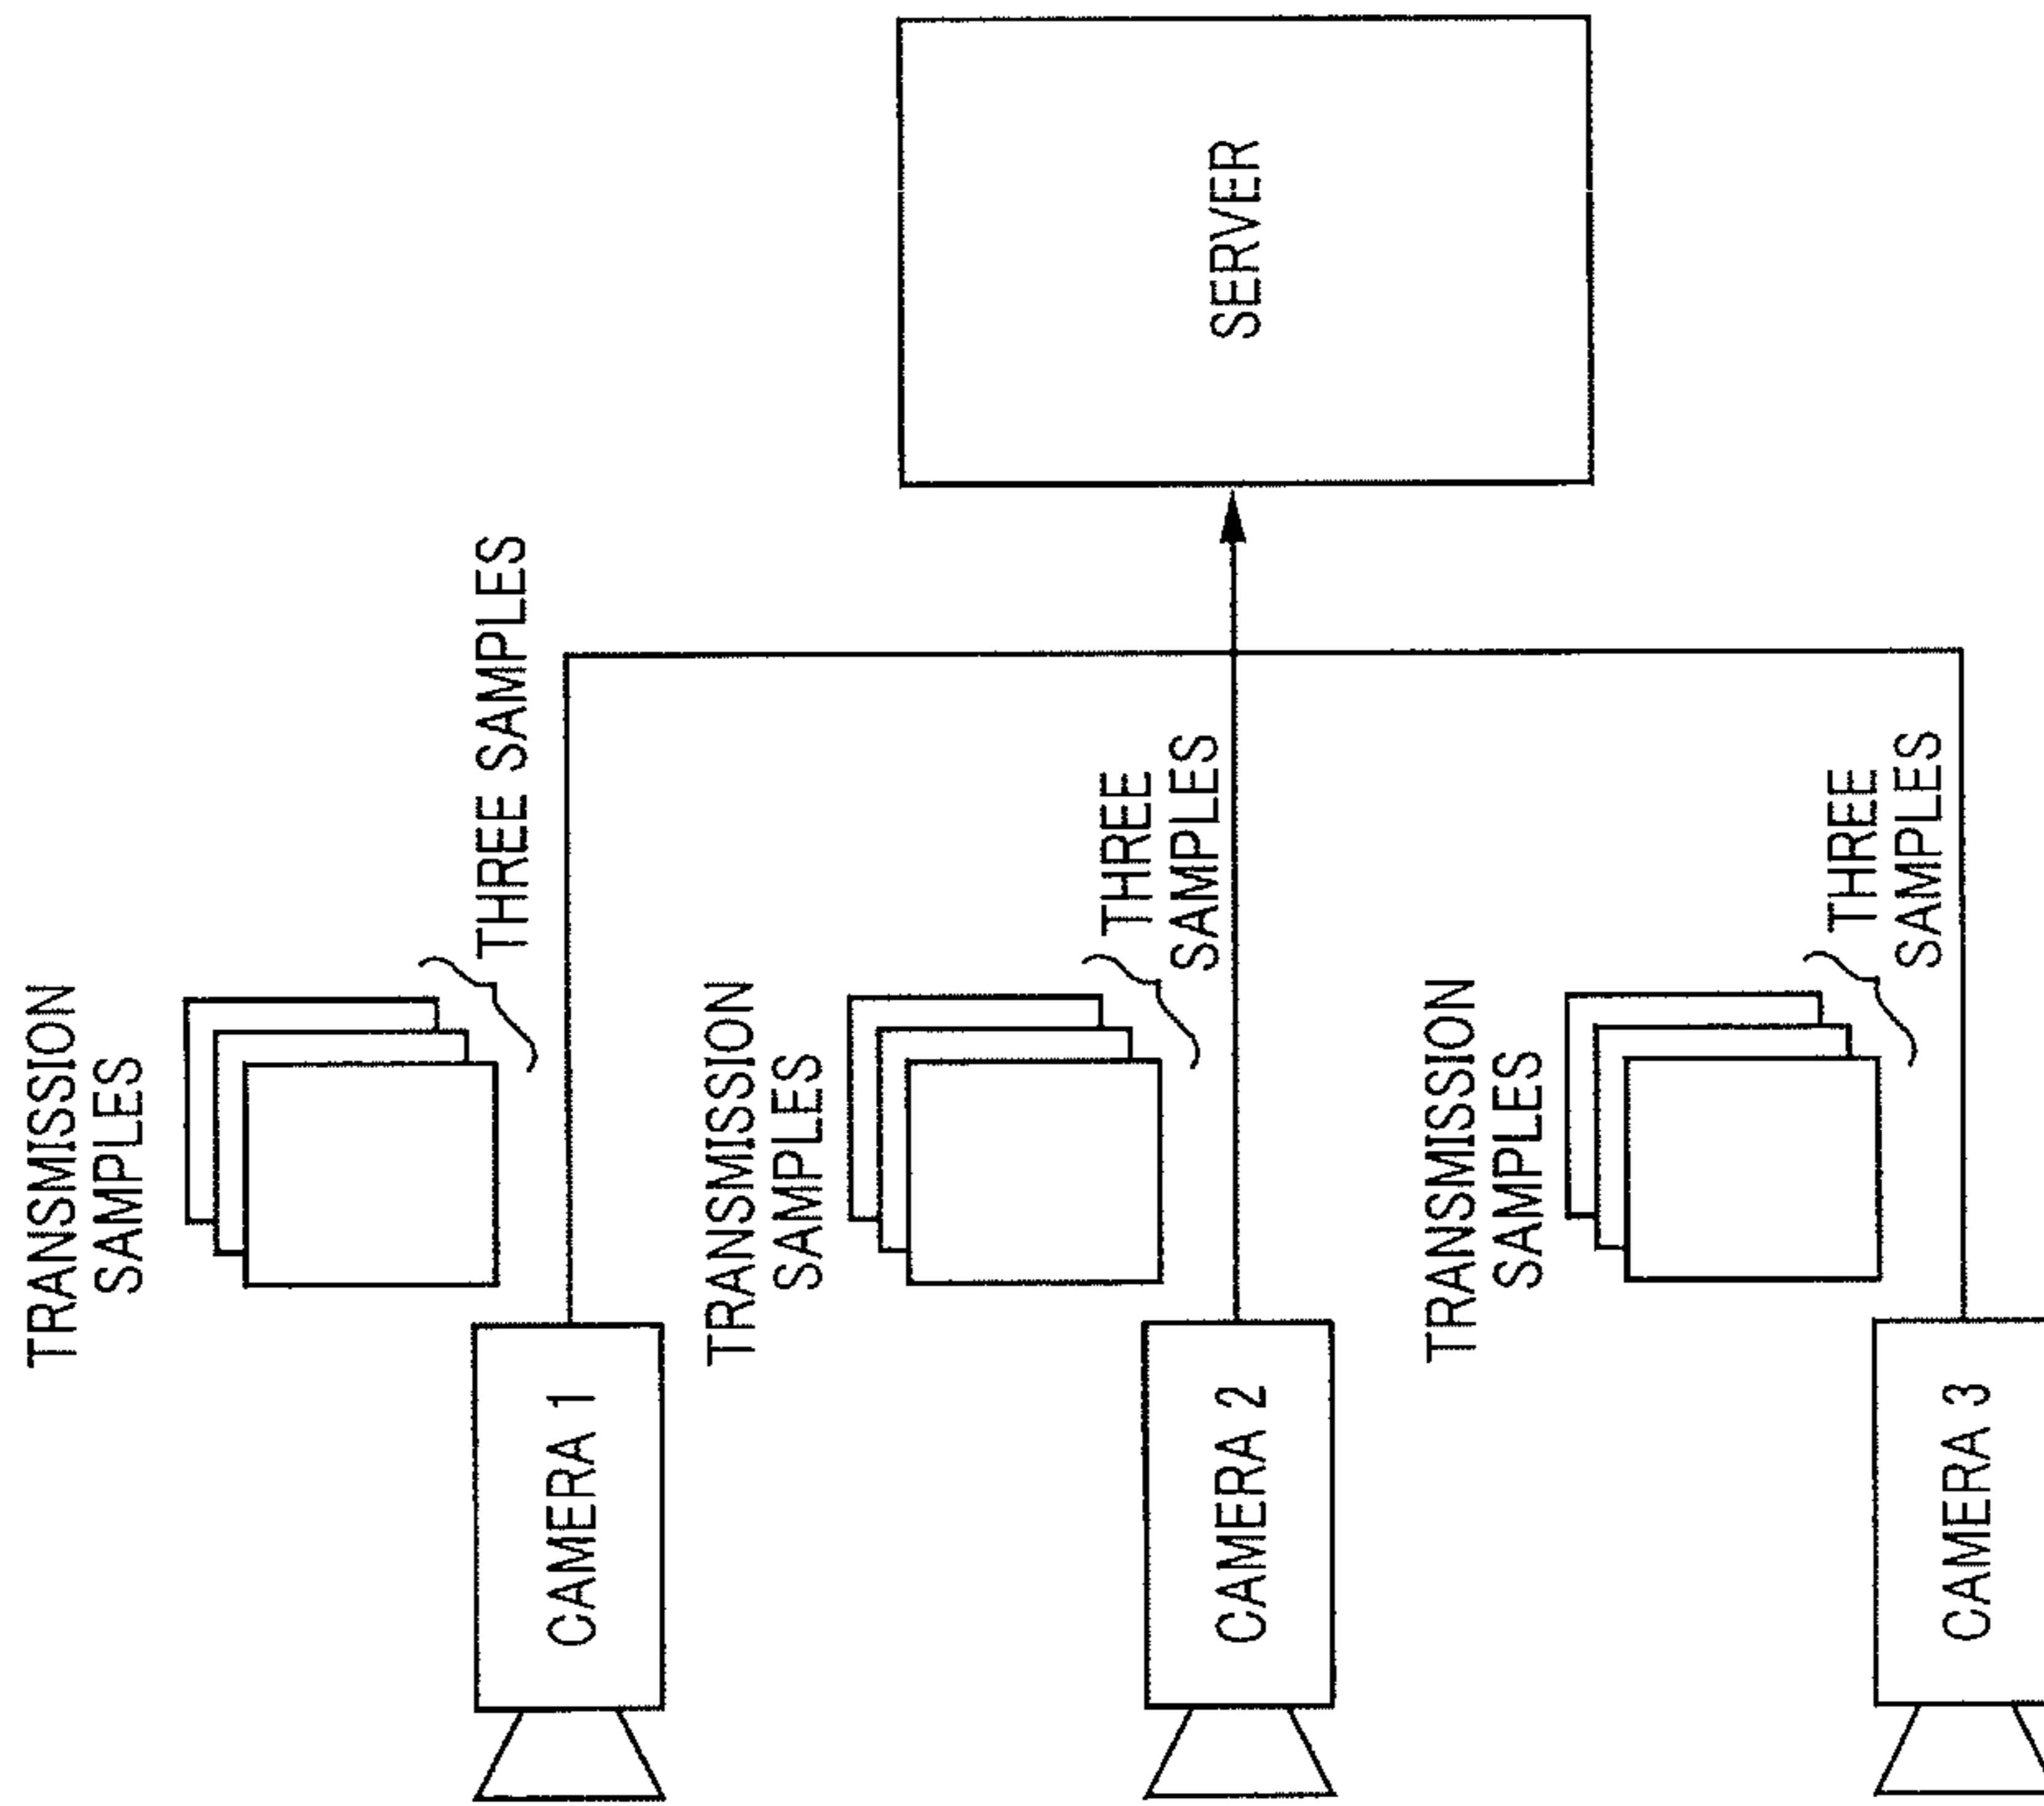 TRANSMISSION
SAMPLES
THREE SAMPLES
CAMERA 1
TRANSMISSION
SAMPLES
THREE
SAMPLES
CAMERA 2
SERVER
TRANSMISSION
SAMPLES
THREE
SAMPLES
CAMERA 3